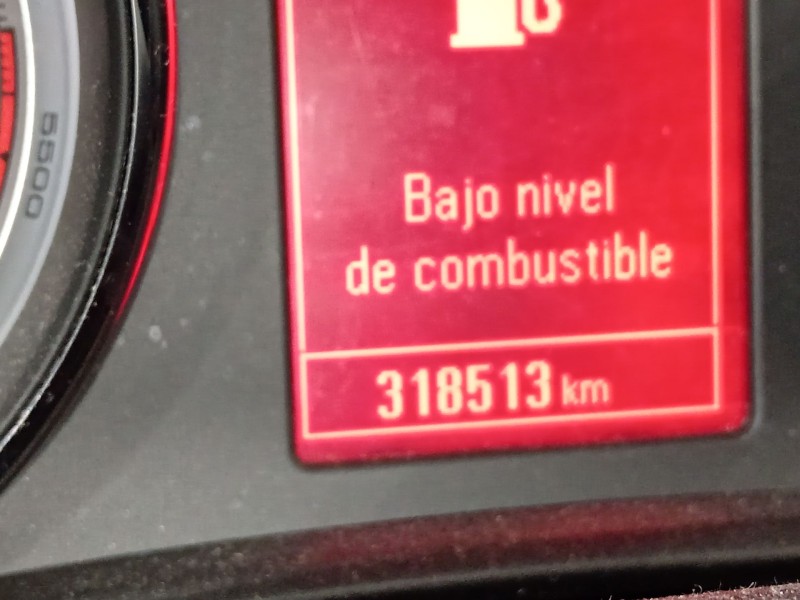 5500
Bajo nivel
de combustible
318513 km